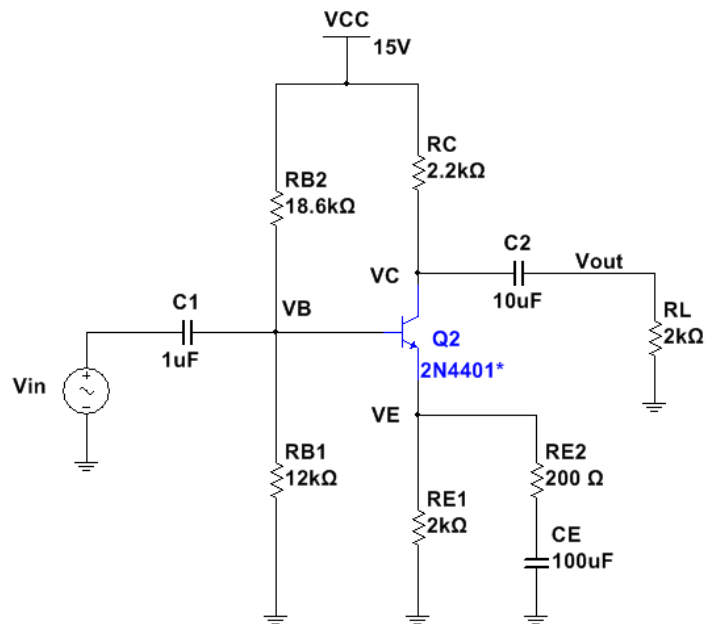 VCC
15V
RC
2.2kΩ
RB2
18.6kΩ
C2
10uF
Vout
VC
C1
1uF
VB
RL
2kΩ
Q2
2N4401*
Vin
VE
RB1
12kΩ
RE1
2kΩ
RE2
200 Ω
CE
100uF